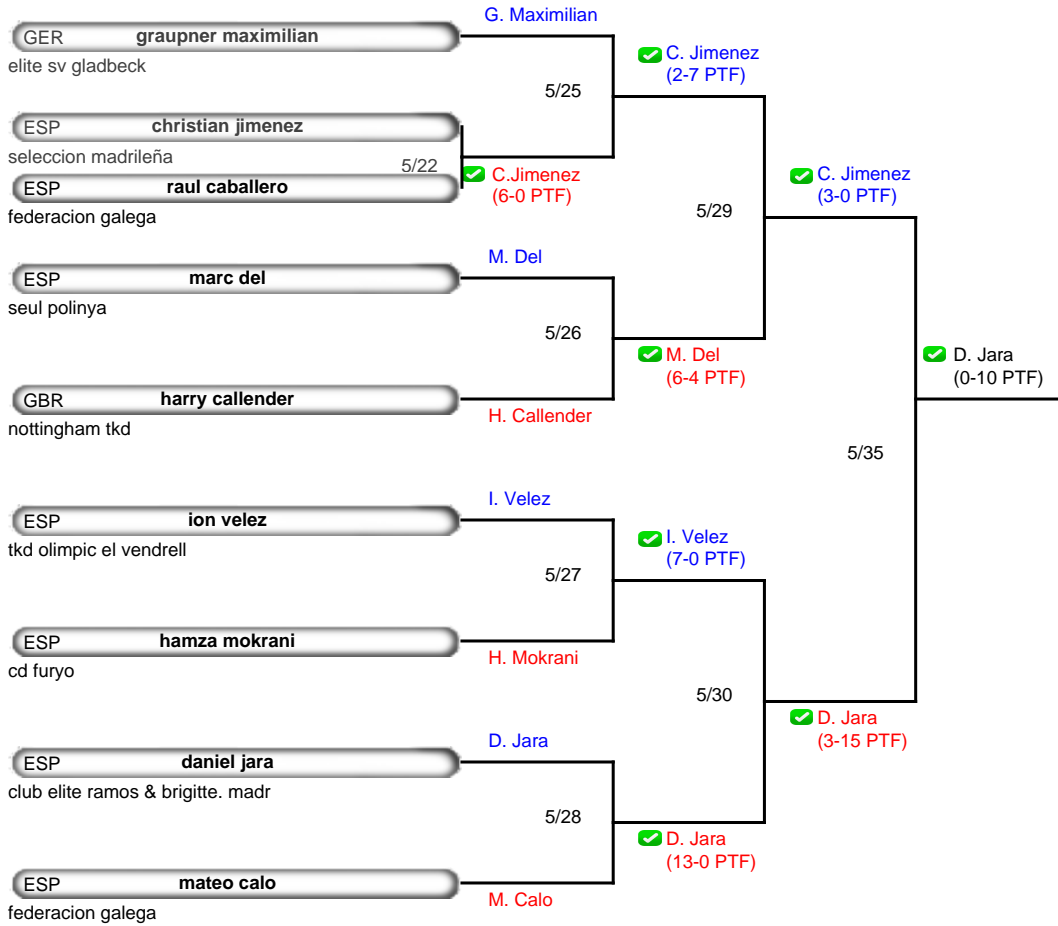 G. Maximilian
GER graupner maximilian
elite sv gladbeck
C. Jimenez
(2-7 PTF)
5/25
ESP christian jimenez
seleccion madrileña
5/22
C.Jimenez
(6-0 PTF)
ESP raul caballero
federacion galega
C. Jimenez
(3-0 PTF)
5/29
M. Del
ESP marc del
seul polinya
5/26
M. Del
(6-4 PTF)
D. Jara
(0-10 PTF)
GBR harry callender
H. Callender
nottingham tkd
5/35
I. Velez
ESP ion velez
tkd olimpic el vendrell
I. Velez
(7-0 PTF)
5/27
ESP hamza mokrani
H. Mokrani
cd furyo
5/30
D. Jara
(3-15 PTF)
D. Jara
ESP daniel jara
club elite ramos & brigitte. madr
5/28
D. Jara
(13-0 PTF)
ESP mateo calo
M. Calo
federacion galega